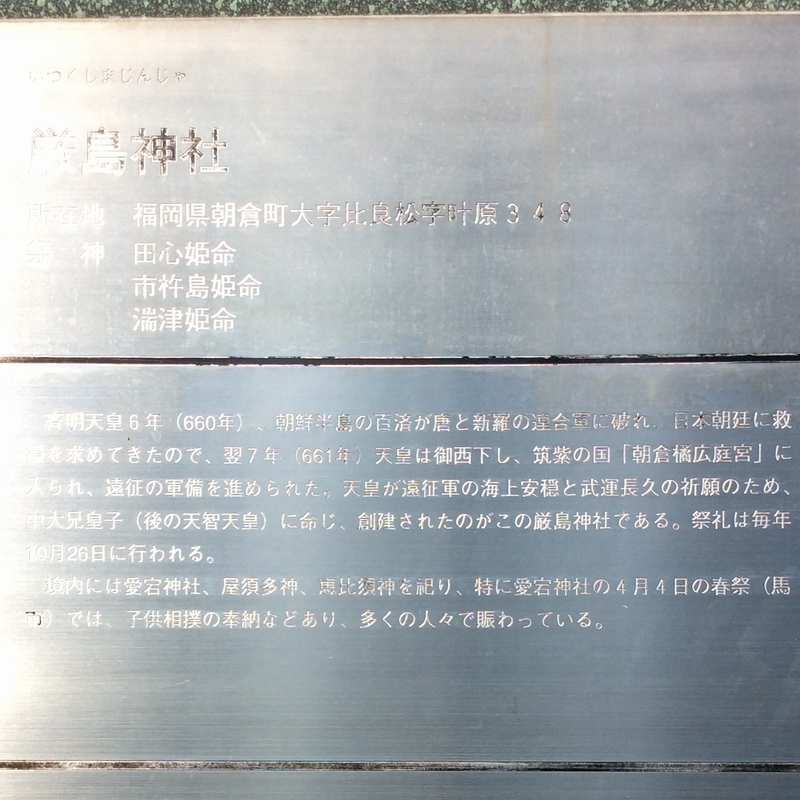 いつくしまじんじゃ
厳島神社
所在地 福岡県朝倉町大字比良松字叶原348
祭 神 田心姫命
市杵島姫命
湍津姫命
斉明天皇6年（660年）、朝鮮半島の百済が唐と新羅の連合軍に破れ、日本朝廷に救
援を求めてきたので、翌7年（661年）天皇は御西下し、筑紫の国「朝倉橘広庭宮」に
入られ、遠征の軍備を進められた。天皇が遠征軍の海上安穏と武運長久の祈願のため、
中大兄皇子（後の天智天皇）に命じ、創建されたのがこの厳島神社である。祭礼は毎年
10月26日に行われる。
境内には愛宕神社、屋須多神、恵比須神を祀り、特に愛宕神社の4月4日の春祭（馬
市）では、子供相撲の奉納などあり、多くの人々で賑わっている。